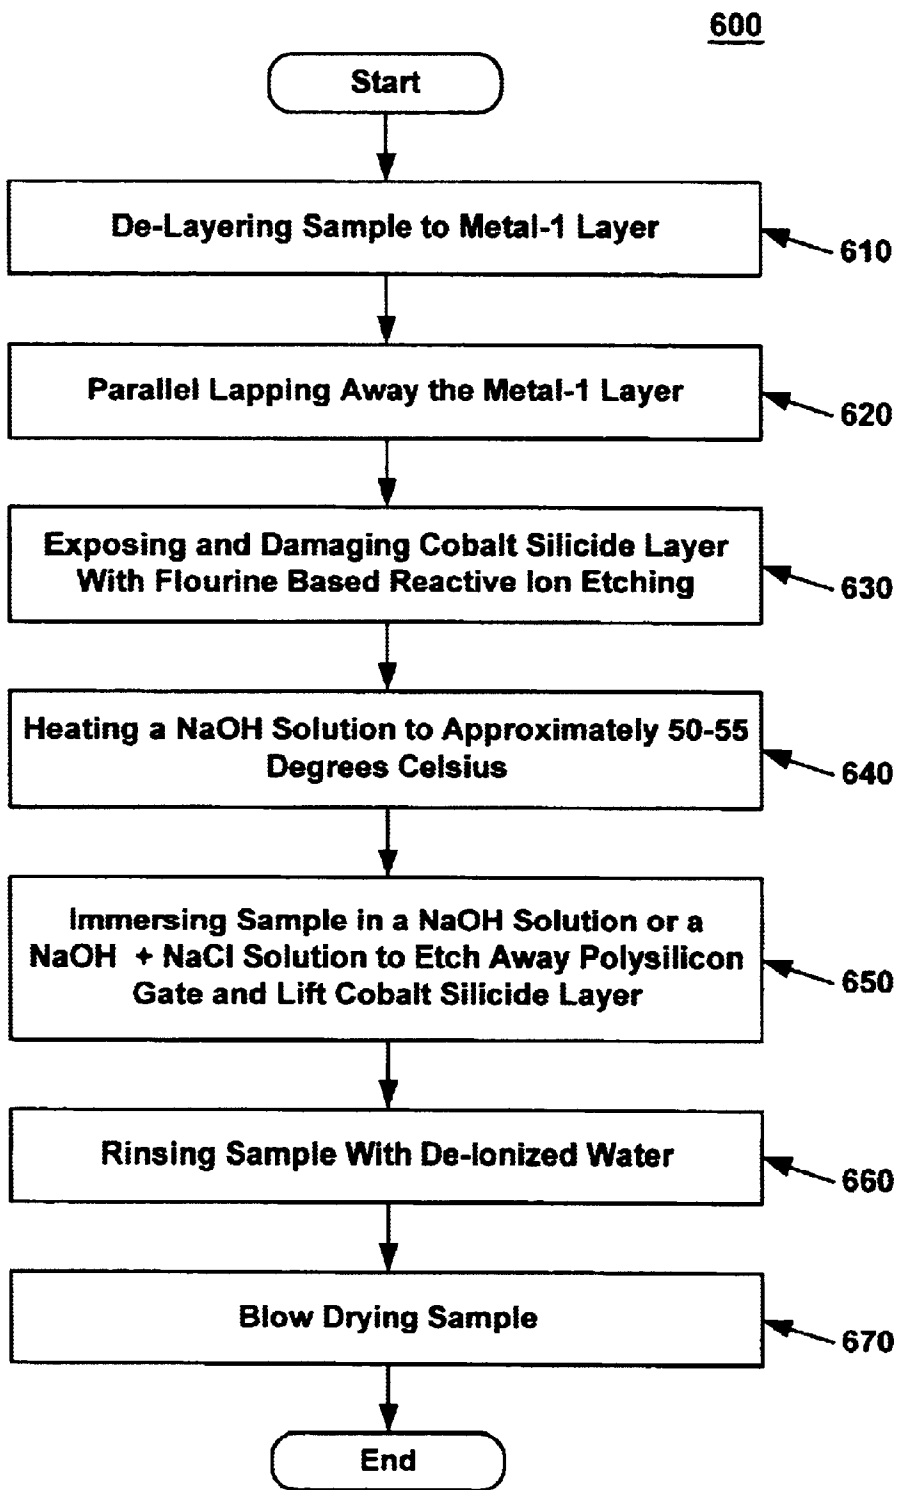 600
Start
De-Layering Sample to Metal-1 Layer
610
Parallel Lapping Away the Metal-1 Layer
620
Exposing and Damaging Cobalt Silicide Layer
With Flourine Based Reactive Ion Etching
630
Heating a NaOH Solution to Approximately 50-55
Degrees Celsius
640
Immersing Sample in a NaOH Solution or a
NaOH + NaCl Solution to Etch Away Polysilicon
Gate and Lift Cobalt Silicide Layer
650
Rinsing Sample With De-Ionized Water
660
Blow Drying Sample
670
End